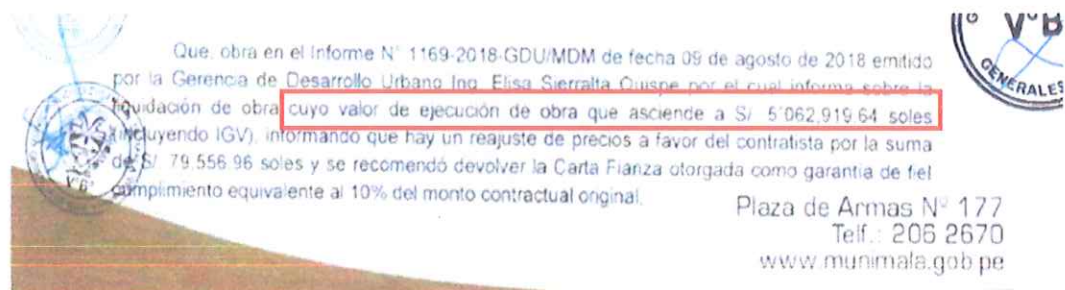 Que, obra en el Informe N° 1169-2018-GDU/MDM de fecha 09 de agosto de 2018 emitido
por la Gerencia de Desarrollo Urbano Ing. Elisa Sierralta Quispe por el cual informa sobre la
liquidación de obra cuyo valor de ejecución de obra que asciende a S/ 5'062,919.64 soles
(incluyendo IGV), informando que hay un reajuste de precios a favor del contratista por la suma
de S/ 79,556.96 soles y se recomendó devolver la Carta Fianza otorgada como garantía de fiel
cumplimiento equivalente al 10% del monto contractual original.
Plaza de Armas N° 177
Telf.: 206 2670
www.munimala.gob.pe
V°B
GENERALES